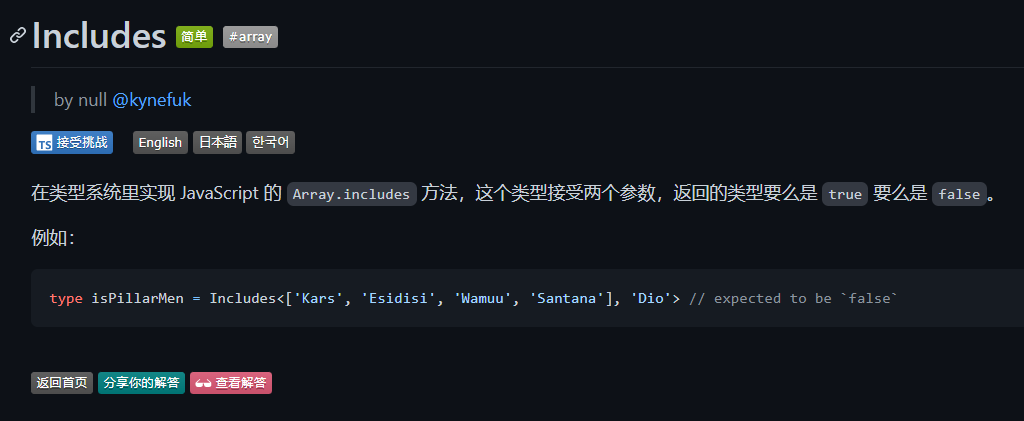 Includes 简单 #array
by null @kynefuk
TS 接受挑战 English 日本語 한국어
在类型系统里实现 JavaScript 的 Array.includes 方法，这个类型接受两个参数，返回的类型要么是 true 要么是 false。
例如：
type isPillarMen = Includes<['Kars', 'Esidisi', 'Wamuu', 'Santana'], 'Dio'> // expected to be `false`
返回首页 分享你的解答 查看解答